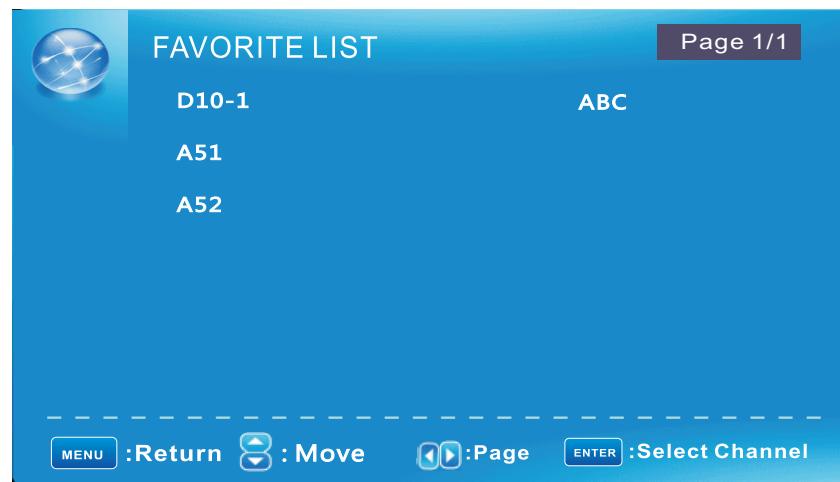 FAVORITE LIST Page 1/1
D10-1 ABC
A51
A52
MENU :Return : Move :Page ENTER :Select Channel